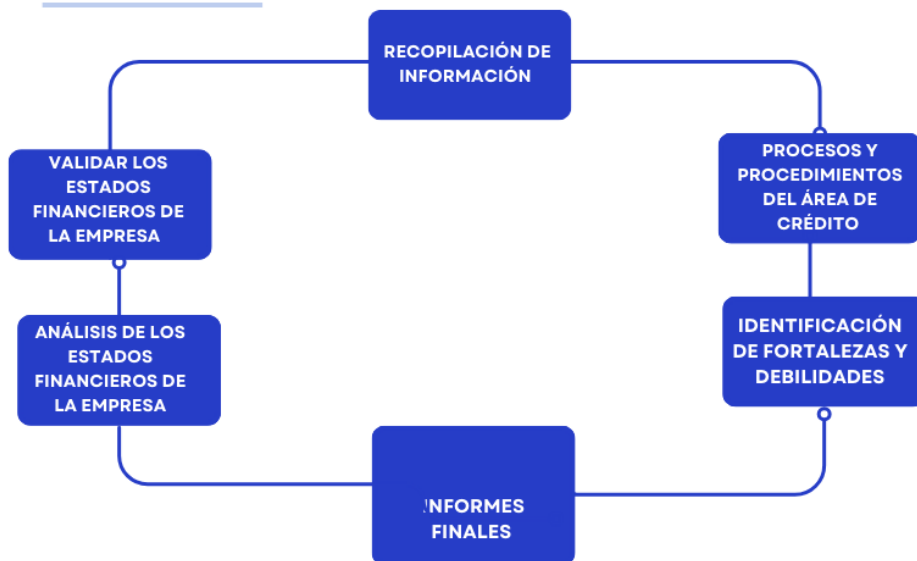 RECOPILACIÓN DE
INFORMACIÓN
VALIDAR LOS
ESTADOS
FINANCIEROS DE
LA EMPRESA
PROCESOS Y
PROCEDIMIENTOS
DEL ÁREA DE
CRÉDITO
ANÁLISIS DE LOS
ESTADOS
FINANCIEROS DE
LA EMPRESA
IDENTIFICACIÓN
DE FORTALEZAS Y
DEBILIDADES
INFORMES
FINALES